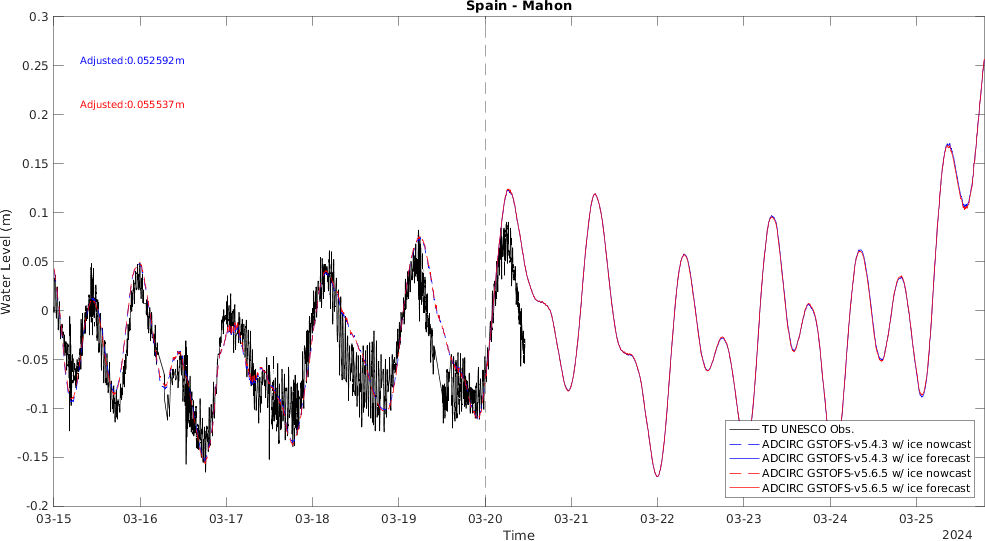 Spain - Mahon
0.3
0.25
0.2
0.15
0.1
0.05
0
-0.05
-0.1
-0.15
-0.2
Water Level (m)
Adjusted:0.052592m
Adjusted:0.055537m
TD UNESCO Obs.
ADCIRC GSTOFS-v5.4.3 w/ ice nowcast
ADCIRC GSTOFS-v5.4.3 w/ ice forecast
ADCIRC GSTOFS-v5.6.5 w/ ice nowcast
ADCIRC GSTOFS-v5.6.5 w/ ice forecast
03-15 03-16 03-17 03-18 03-19 03-20 03-21 03-22 03-23 03-24 03-25
Time
2024